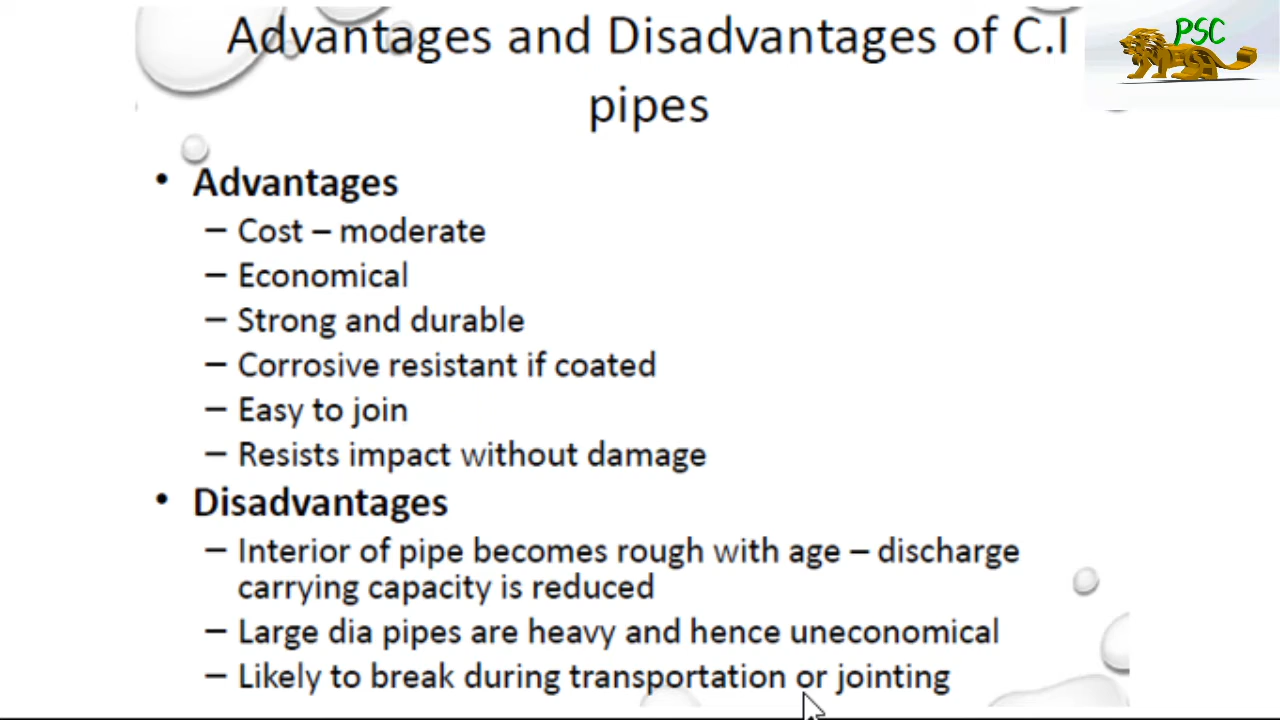 Advantages and Disadvantages of C.I
pipes
PSC
• Advantages
– Cost – moderate
– Economical
– Strong and durable
– Corrosive resistant if coated
– Easy to join
– Resists impact without damage
• Disadvantages
– Interior of pipe becomes rough with age – discharge
carrying capacity is reduced
– Large dia pipes are heavy and hence uneconomical
– Likely to break during transportation or jointing